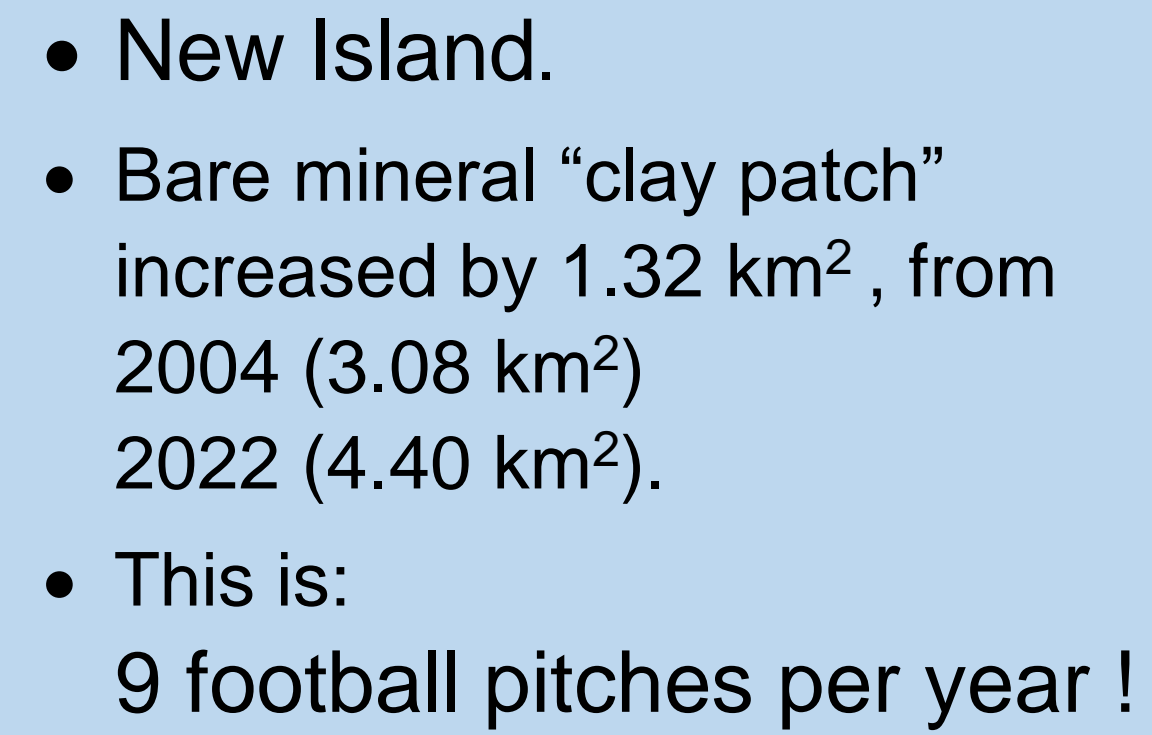 • New Island.
• Bare mineral “clay patch”
increased by 1.32 km² , from
2004 (3.08 km²)
2022 (4.40 km²).
• This is:
9 football pitches per year !